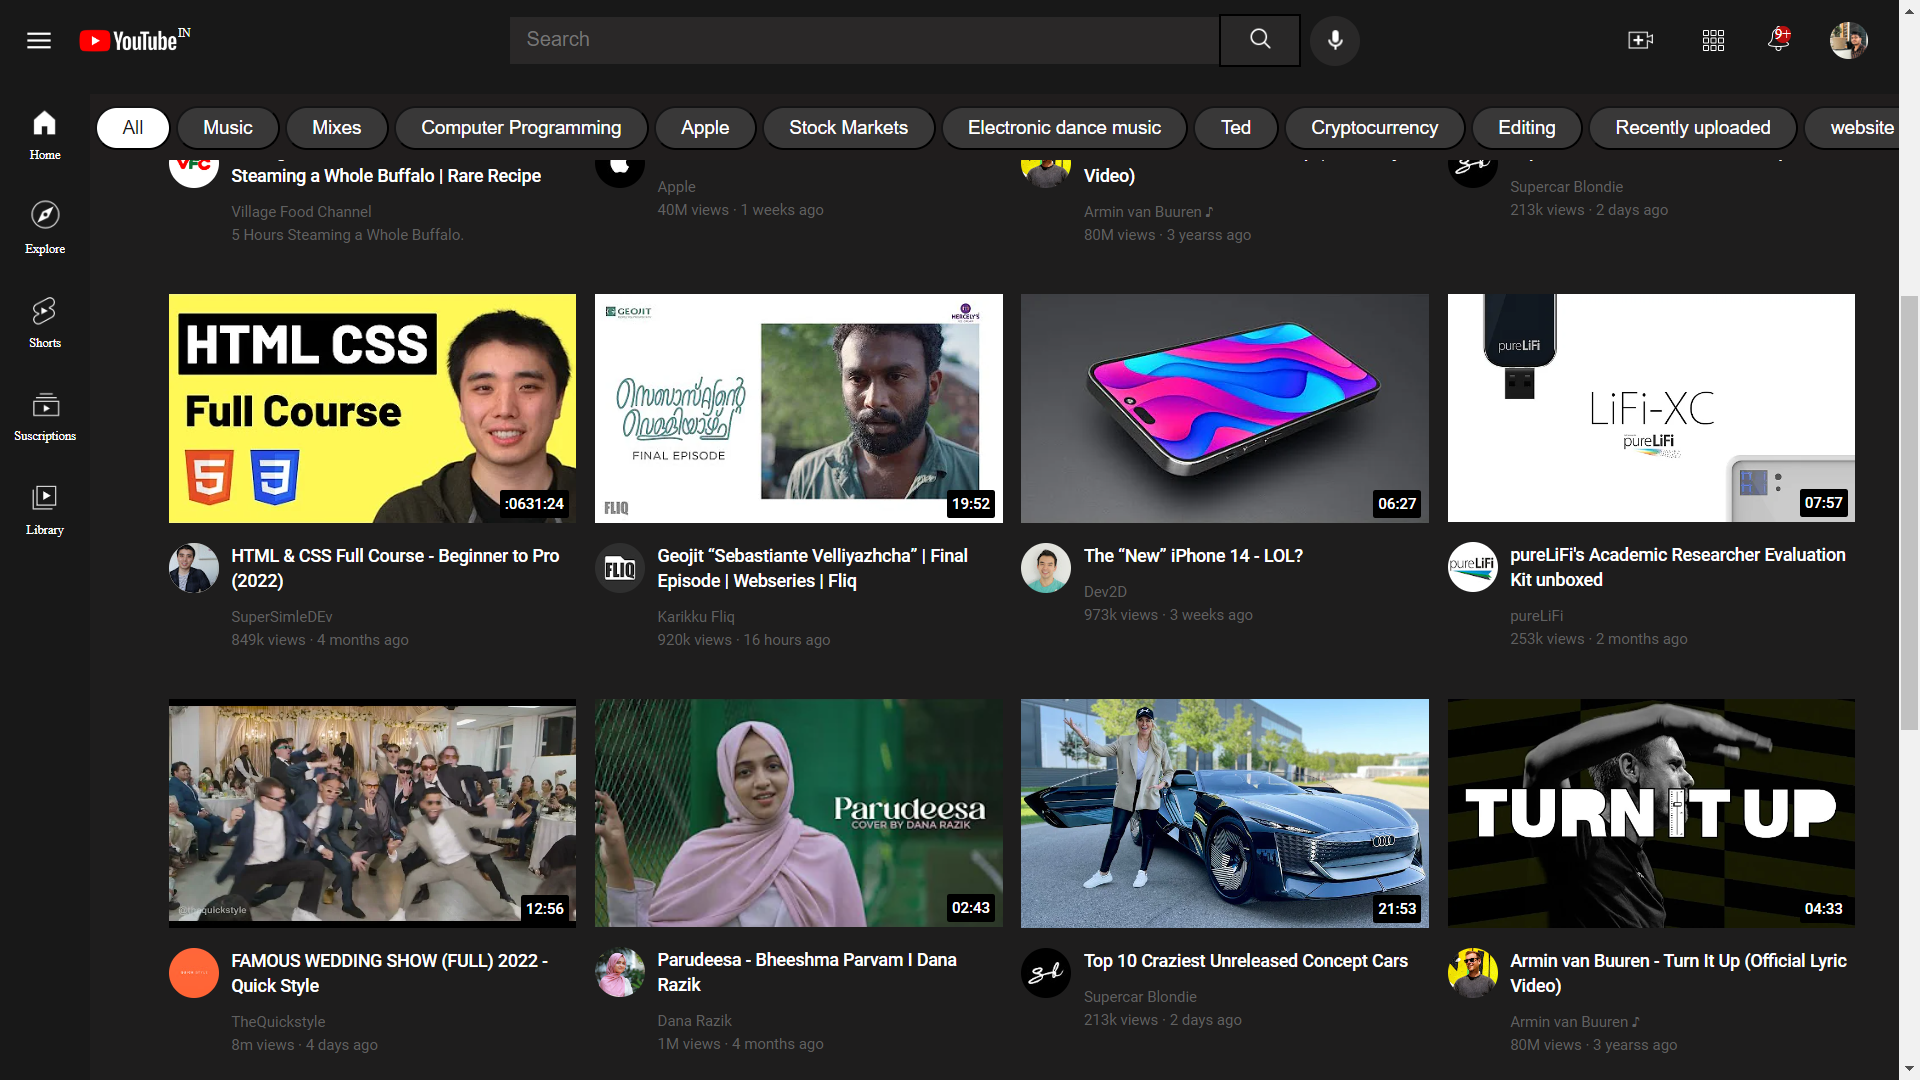 YouTube IN
Search
9+
All
Music
Mixes
Computer Programming
Apple
Stock Markets
Electronic dance music
Ted
Cryptocurrency
Editing
Recently uploaded
website
Home
Explore
Shorts
Suscriptions
Library
VFC
Steaming a Whole Buffalo | Rare Recipe
Village Food Channel
5 Hours Steaming a Whole Buffalo.
Apple
40M views · 1 weeks ago
Video)
Armin van Buuren ♪
80M views · 3 yearss ago
Supercar Blondie
213k views · 2 days ago
HTML CSS
Full Course
5
3
:0631:24
HTML & CSS Full Course - Beginner to Pro
(2022)
SuperSimleDEv
849k views · 4 months ago
GEOJIT
HERCELY'S
സെബാസ്റ്റ്യന്റെ
വെള്ളിയാഴ്ച
FINAL EPISODE
FLIQ
19:52
FLIQ
Geojit “Sebastiante Velliyazhcha” | Final
Episode | Webseries | Fliq
Karikku Fliq
920k views · 16 hours ago
06:27
The “New” iPhone 14 - LOL?
Dev2D
973k views · 3 weeks ago
pureLiFi
LiFi-XC
pureLiFi
07:57
pureLiFi
pureLiFi's Academic Researcher Evaluation
Kit unboxed
pureLiFi
253k views · 2 months ago
@thequickstyle
12:56
FAMOUS WEDDING SHOW (FULL) 2022 -
Quick Style
TheQuickstyle
8m views · 4 days ago
Parudeesa
COVER BY DANA RAZIK
02:43
Parudeesa - Bheeshma Parvam I Dana
Razik
Dana Razik
1M views · 4 months ago
21:53
Top 10 Craziest Unreleased Concept Cars
Supercar Blondie
213k views · 2 days ago
TURN IT UP
04:33
Armin van Buuren - Turn It Up (Official Lyric
Video)
Armin van Buuren ♪
80M views · 3 yearss ago